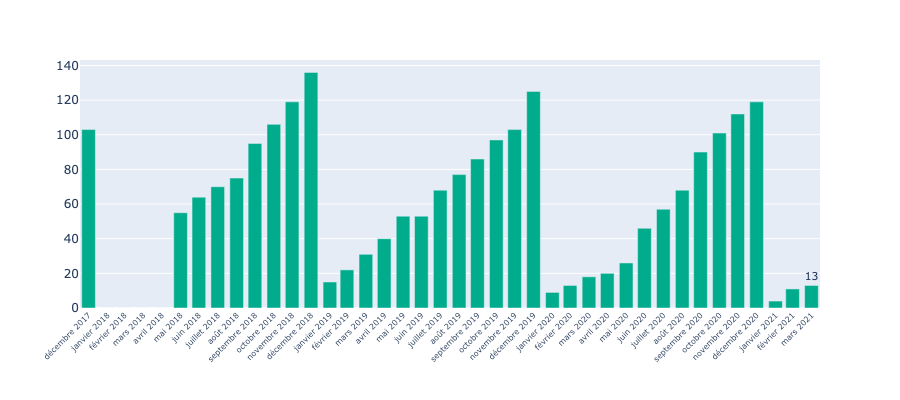 140
120
100
80
60
40
20
0
13
décembre 2017
janvier 2018
février 2018
mars 2018
avril 2018
mai 2018
juin 2018
juillet 2018
août 2018
septembre 2018
octobre 2018
novembre 2018
décembre 2018
janvier 2019
février 2019
mars 2019
avril 2019
mai 2019
juin 2019
juillet 2019
août 2019
septembre 2019
octobre 2019
novembre 2019
décembre 2019
janvier 2020
février 2020
mars 2020
avril 2020
mai 2020
juin 2020
juillet 2020
août 2020
septembre 2020
octobre 2020
novembre 2020
décembre 2020
janvier 2021
février 2021
mars 2021